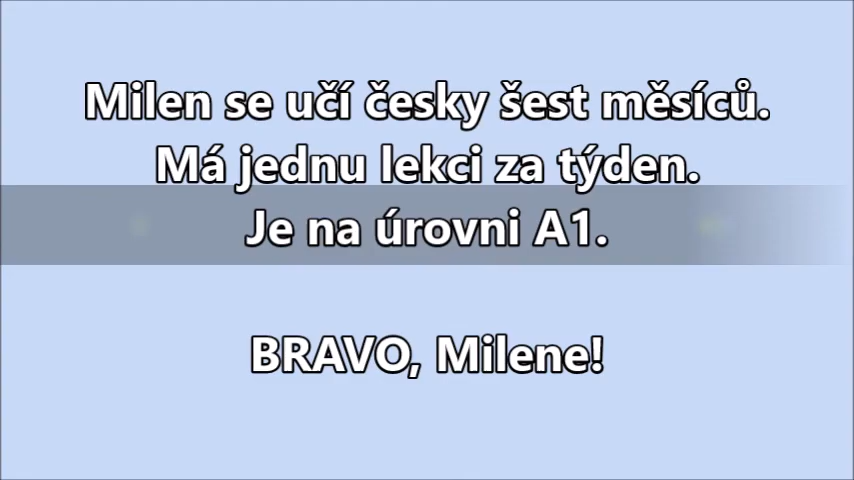 Milen se učí česky šest měsíců.
Má jednu lekci za týden.
Je na úrovni A1.
BRAVO, Milene!